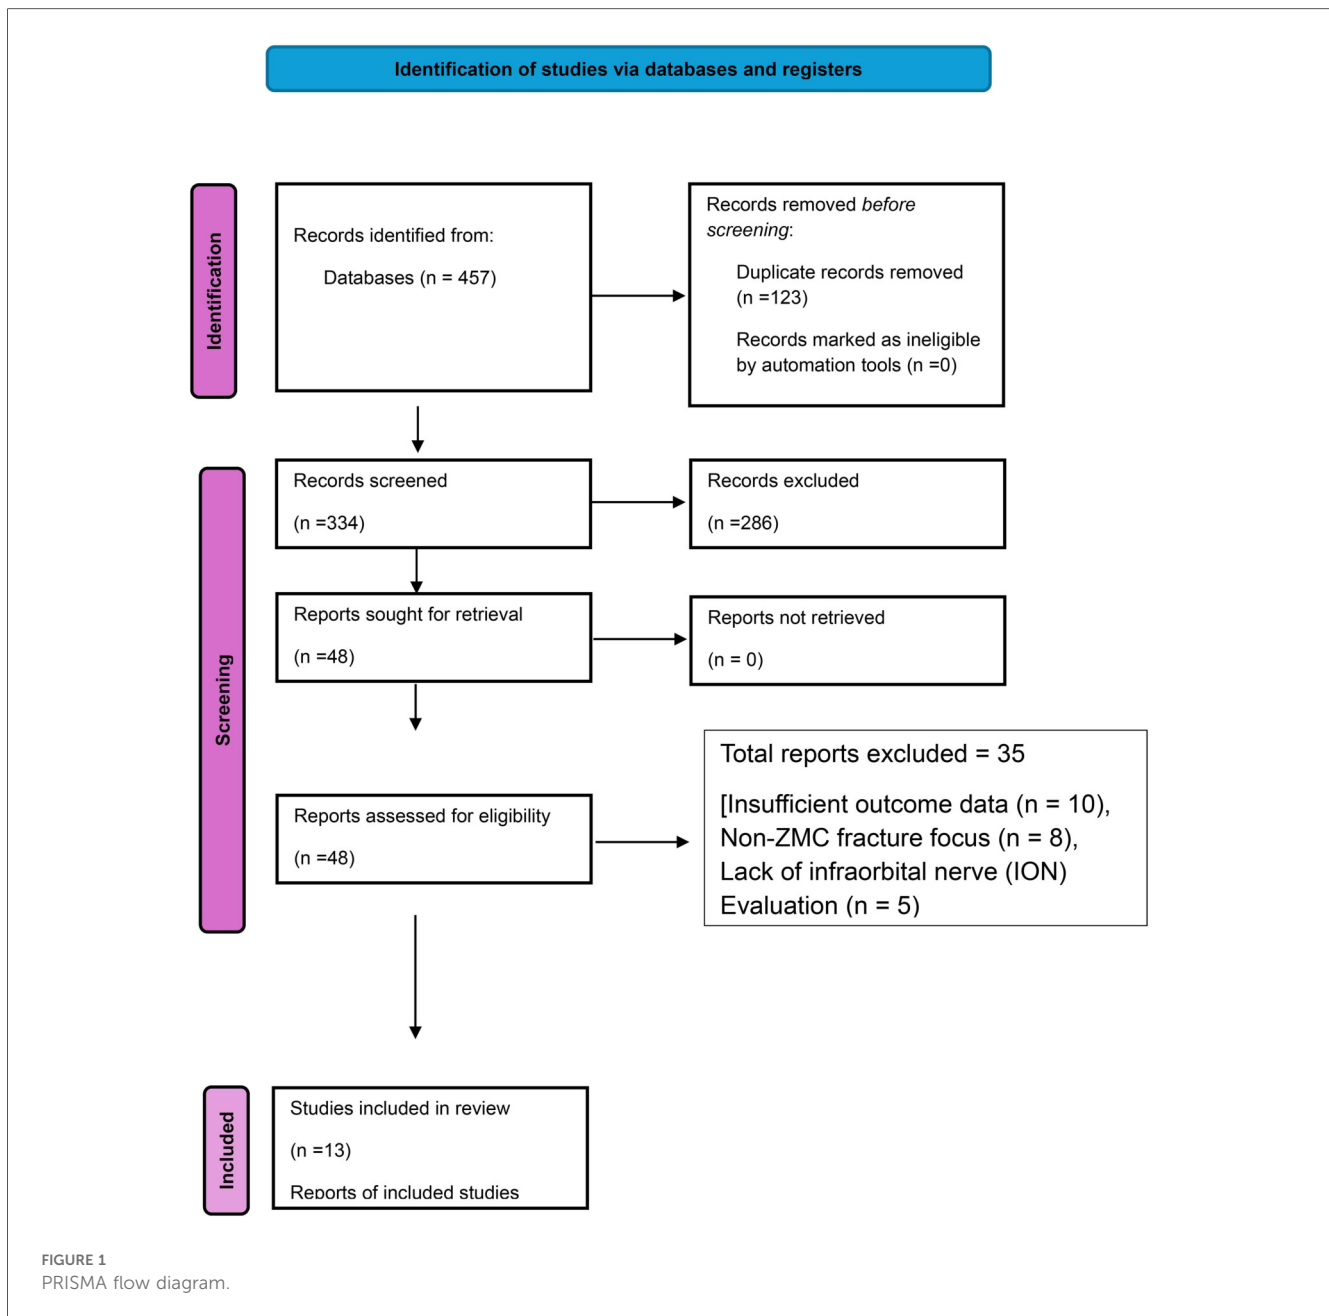 Identification of studies via databases and registers
Identification
Records identified from:
Databases (n = 457)
Records removed before
screening:
Duplicate records removed
(n =123)
Records marked as ineligible
by automation tools (n =0)
Screening
Records screened
(n =334)
Records excluded
(n =286)
Reports sought for retrieval
(n =48)
Reports not retrieved
(n = 0)
Reports assessed for eligibility
(n =48)
Total reports excluded = 35
[Insufficient outcome data (n = 10),
Non-ZMC fracture focus (n = 8),
Lack of infraorbital nerve (ION)
Evaluation (n = 5)
Included
Studies included in review
(n =13)
Reports of included studies
FIGURE 1
PRISMA flow diagram.